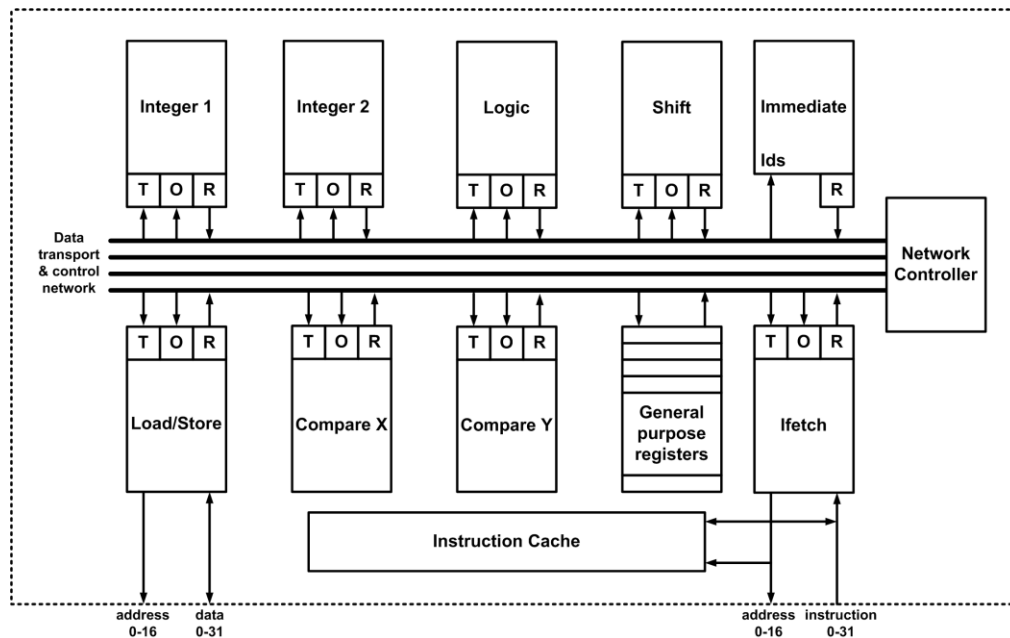 Integer 1
Integer 2
Logic
Shift
Immediate
Ids
T O R
T O R
T O R
T O R
R
Data
transport
& control
network
Network
Controller
T O R
T O R
T O R
T O R
Load/Store
Compare X
Compare Y
General
purpose
registers
Ifetch
Instruction Cache
address
0-16
data
0-31
address
0-16
instruction
0-31